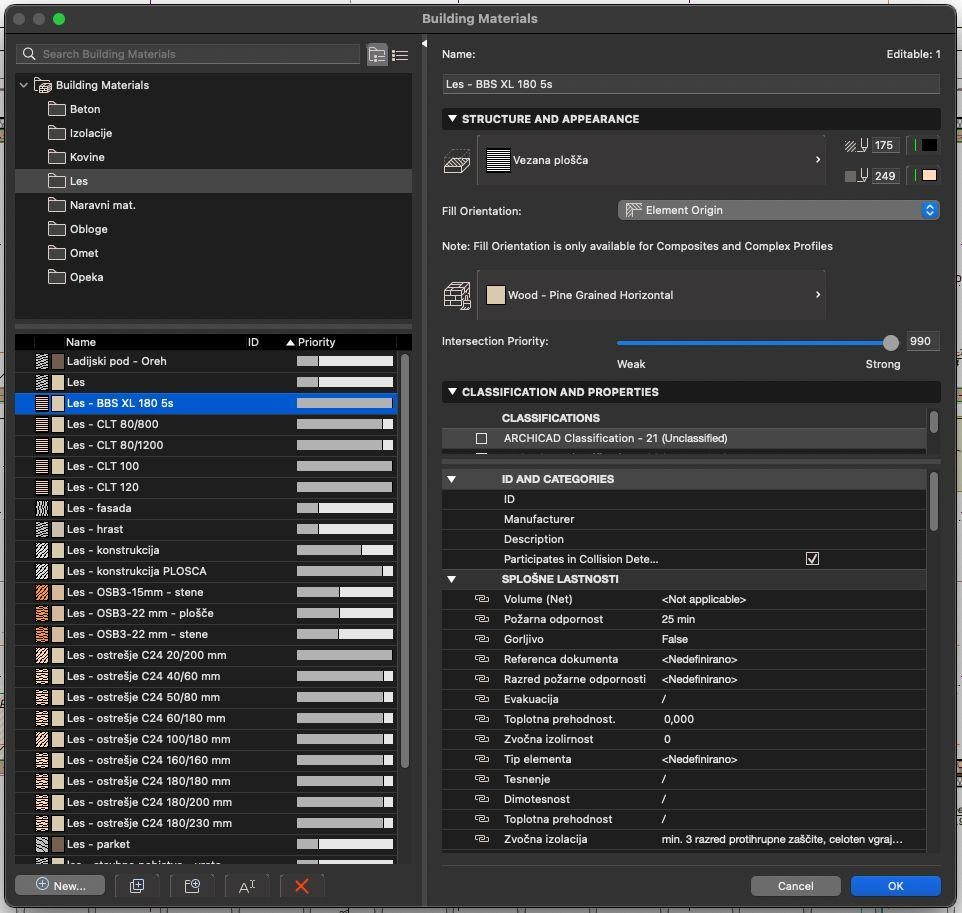 Building Materials
Search Building Materials
Building Materials
Beton
Izolacije
Kovine
Les
Naravni mat.
Obloge
Omet
Opeka
Name ID Priority
Ladijski pod - Oreh
Les
Les - BBS XL 180 5s
Les - CLT 80/800
Les - CLT 80/1200
Les - CLT 100
Les - CLT 120
Les - fasada
Les - hrast
Les - konstrukcija
Les - konstrukcija PLOSCA
Les - OSB3-15mm - stene
Les - OSB3-22 mm - plošče
Les - OSB3-22 mm - stene
Les - ostrešje C24 20/200 mm
Les - ostrešje C24 40/60 mm
Les - ostrešje C24 50/80 mm
Les - ostrešje C24 60/180 mm
Les - ostrešje C24 100/180 mm
Les - ostrešje C24 160/160 mm
Les - ostrešje C24 180/180 mm
Les - ostrešje C24 180/200 mm
Les - ostrešje C24 180/230 mm
Les - parket
New...
Name: Editable: 1
Les - BBS XL 180 5s
STRUCTURE AND APPEARANCE
Vezana plošča
175
249
Fill Orientation: Element Origin
Note: Fill Orientation is only available for Composites and Complex Profiles
Wood - Pine Grained Horizontal
Intersection Priority: 990
Weak Strong
CLASSIFICATION AND PROPERTIES
CLASSIFICATIONS
ARCHICAD Classification - 21 (Unclassified)
ID AND CATEGORIES
ID
Manufacturer
Description
Participates in Collision Dete...
SPLOŠNE LASTNOSTI
Volume (Net) <Not applicable>
Požarna odpornost 25 min
Gorljivo False
Referenca dokumenta <Nedefinirano>
Razred požarne odpornosti <Nedefinirano>
Evakuacija /
Toplotna prehodnost. 0,000
Zvočna izolirnost 0
Tip elementa <Nedefinirano>
Tesnenje /
Dimotesnost /
Toplotna prehodnost /
Zvočna izolacija min. 3 razred protihrupne zaščite, celoten vgraj...
Cancel OK